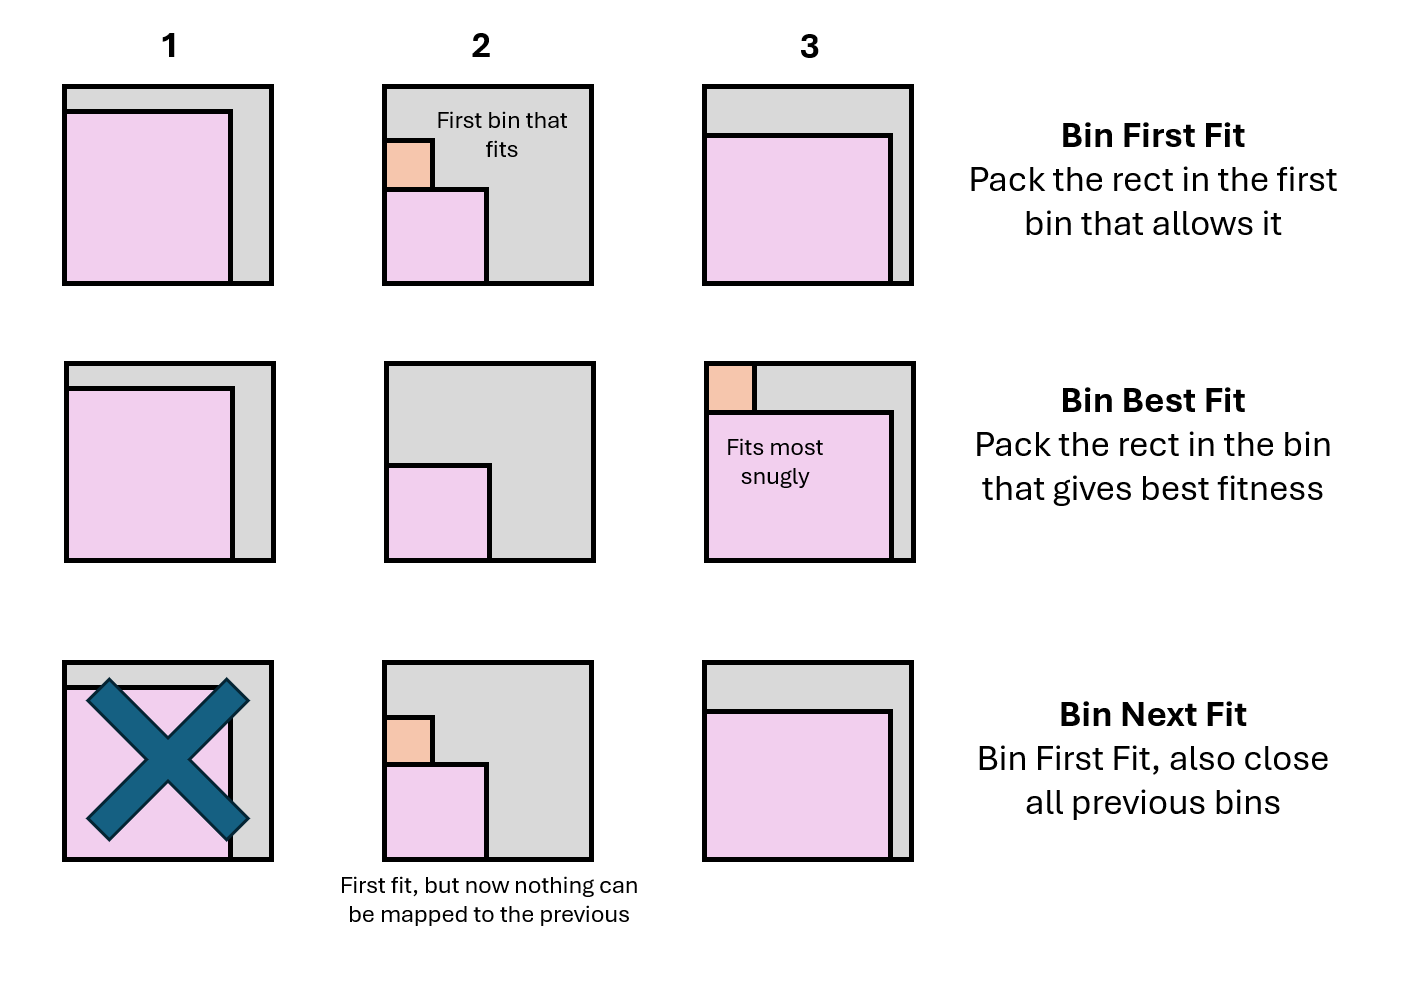 1
2
3
First bin that
fits
Bin First Fit
Pack the rect in the first
bin that allows it
Fits most
snugly
Bin Best Fit
Pack the rect in the bin
that gives best fitness
Bin Next Fit
Bin First Fit, also close
all previous bins
First fit, but now nothing can
be mapped to the previous